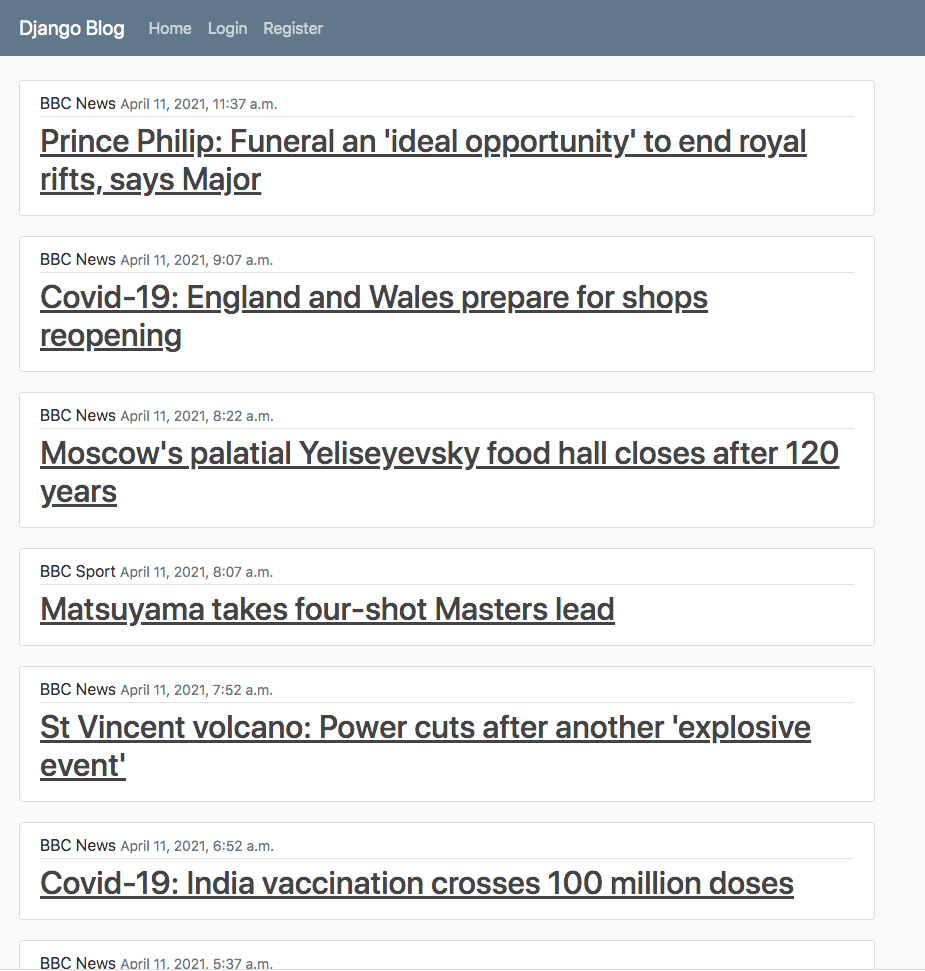 Django Blog Home Login Register
BBC News April 11, 2021, 11:37 a.m.
Prince Philip: Funeral an 'ideal opportunity' to end royal
rifts, says Major
BBC News April 11, 2021, 9:07 a.m.
Covid-19: England and Wales prepare for shops
reopening
BBC News April 11, 2021, 8:22 a.m.
Moscow's palatial Yeliseyevsky food hall closes after 120
years
BBC Sport April 11, 2021, 8:07 a.m.
Matsuyama takes four-shot Masters lead
BBC News April 11, 2021, 7:52 a.m.
St Vincent volcano: Power cuts after another 'explosive
event'
BBC News April 11, 2021, 6:52 a.m.
Covid-19: India vaccination crosses 100 million doses
BBC News April 11, 2021, 5:37 a.m.